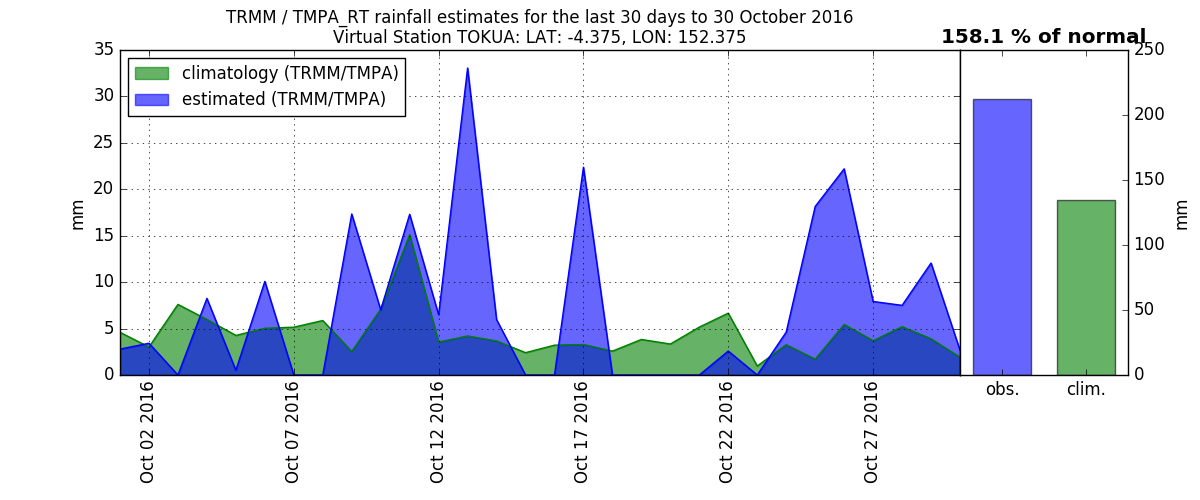 TRMM / TMPA_RT rainfall estimates for the last 30 days to 30 October 2016
Virtual Station TOKUA: LAT: -4.375, LON: 152.375
158.1 % of normal
climatology (TRMM/TMPA)
estimated (TRMM/TMPA)
35
30
25
20
15
10
5
0
mm
Oct 02 2016
Oct 07 2016
Oct 12 2016
Oct 17 2016
Oct 22 2016
Oct 27 2016
obs.
clim.
250
200
150
100
50
0
mm